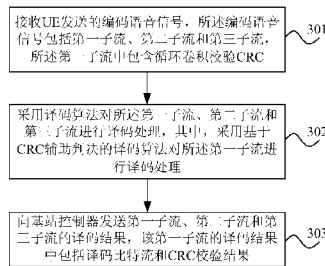 接收UE发送的编码语音信号，所述编码语音
信号包括第一子流、第二子流和第三子流，
所述第一子流中包含循环卷积校验CRC
301
采用译码算法对所述第一子流、第二子流和
第三子流进行译码处理，其中，采用基于
CRC辅助判决的译码算法对所述第一子流进
行译码处理
302
向基站控制器发送第一子流、第二子流和第
三子流的译码结果，该第一子流的译码结果
中包括译码比特流和CRC校验结果
303